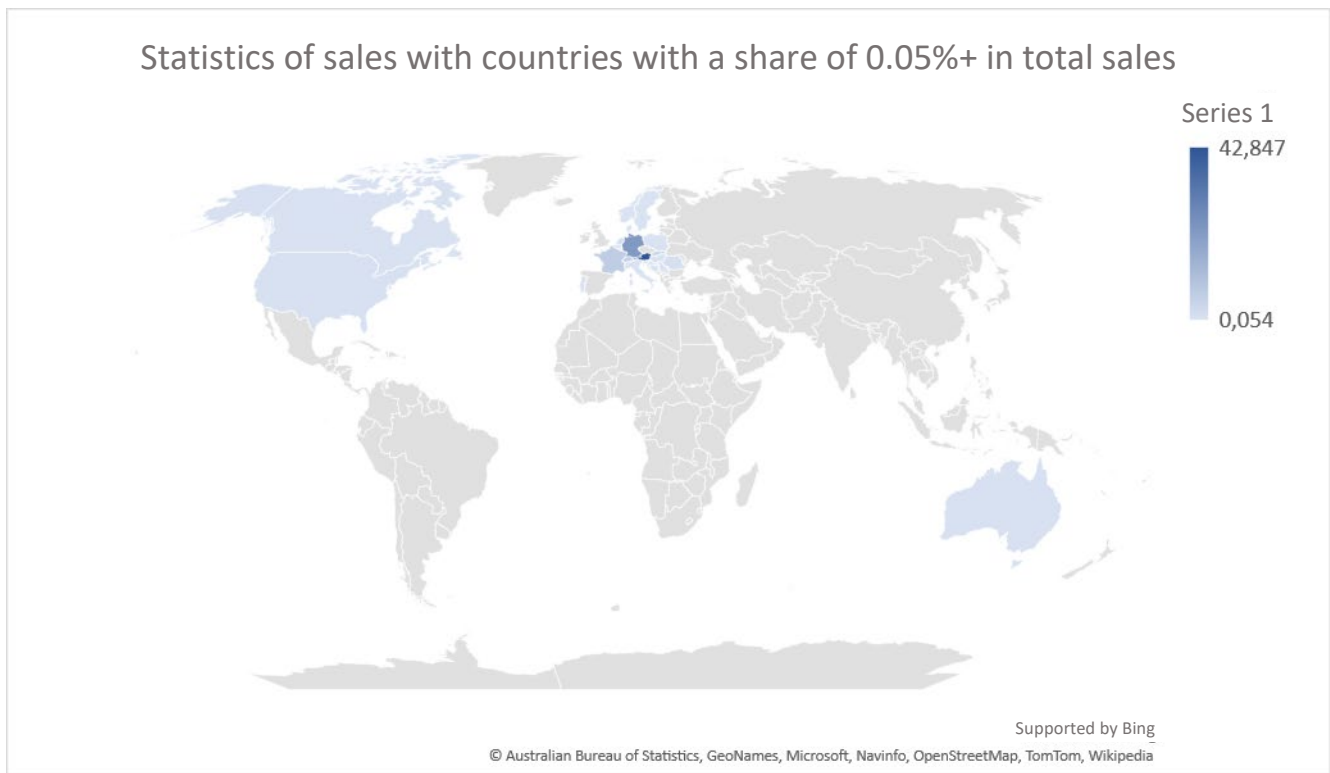 Statistics of sales with countries with a share of 0.05%+ in total sales
Series 1
42,847
0,054
Supported by Bing
© Australian Bureau of Statistics, GeoNames, Microsoft, Navinfo, OpenStreetMap, TomTom, Wikipedia